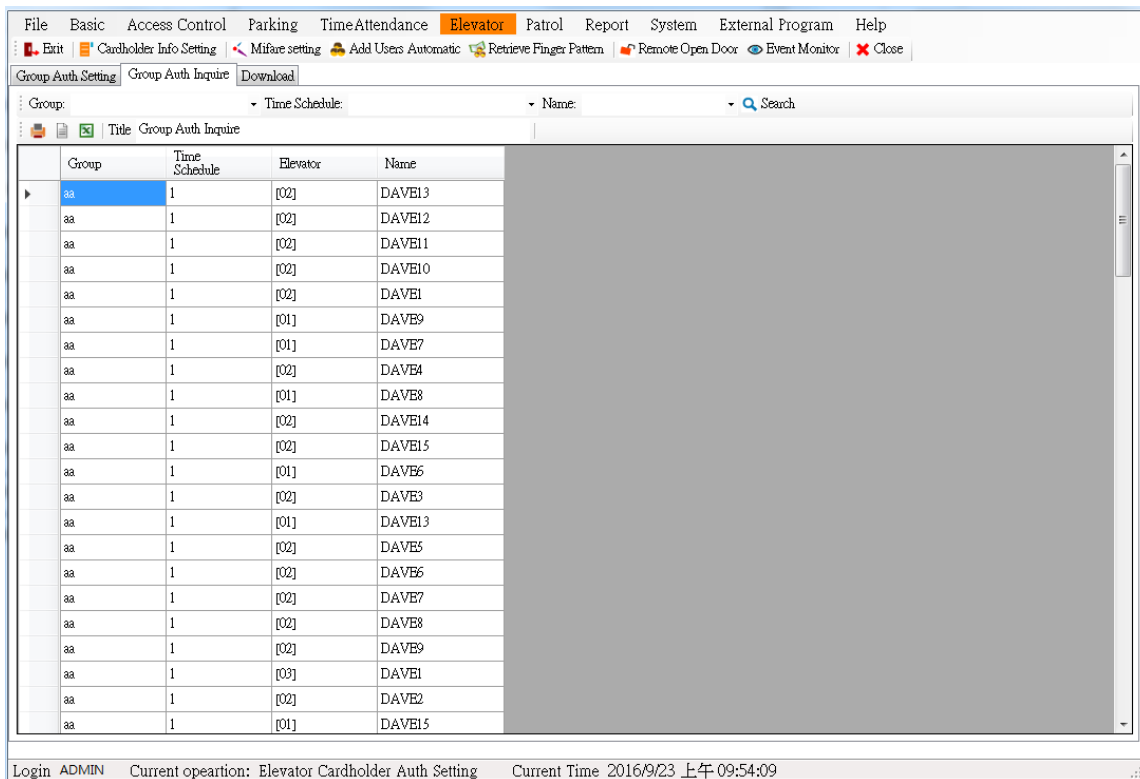 File Basic Access Control Parking TimeAttendance Elevator Patrol Report System External Program Help
Exit Cardholder Info Setting Mifare setting Add Users Automatic Retrieve Finger Pattern Remote Open Door Event Monitor Close
Group Auth Setting Group Auth Inquire Download
Group: Time Schedule: Name: Search
Title Group Auth Inquire
Group Time Schedule Elevator Name
aa 1 [02] DAVE13
aa 1 [02] DAVE12
aa 1 [02] DAVE11
aa 1 [02] DAVE10
aa 1 [02] DAVE1
aa 1 [01] DAVE9
aa 1 [01] DAVE7
aa 1 [02] DAVE4
aa 1 [01] DAVE8
aa 1 [02] DAVE14
aa 1 [02] DAVE15
aa 1 [01] DAVE6
aa 1 [02] DAVE3
aa 1 [01] DAVE13
aa 1 [02] DAVE5
aa 1 [02] DAVE6
aa 1 [02] DAVE7
aa 1 [02] DAVE8
aa 1 [02] DAVE9
aa 1 [03] DAVE1
aa 1 [02] DAVE2
aa 1 [01] DAVE15
Login ADMIN Current opeartion: Elevator Cardholder Auth Setting Current Time 2016/9/23 上午 09:54:09